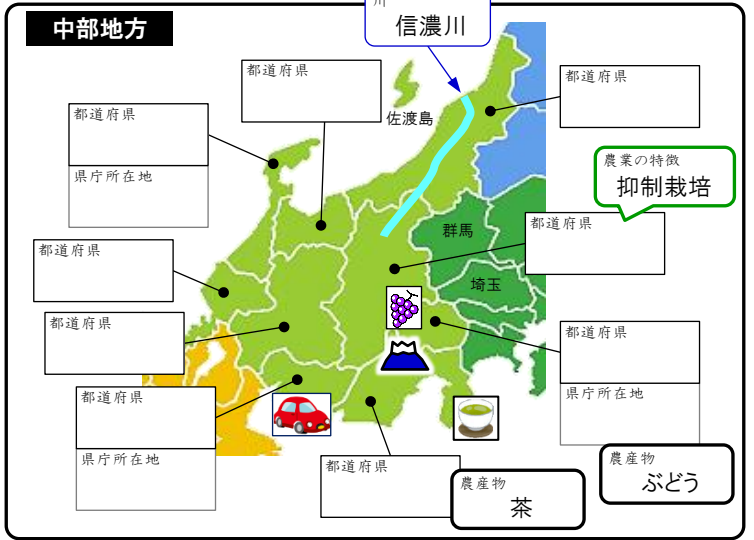 中部地方
川
信濃川
都道府県
都道府県
都道府県
佐渡島
県庁所在地
農業の特徴
抑制栽培
都道府県
群馬
都道府県
埼玉
都道府県
都道府県
県庁所在地
都道府県
県庁所在地
都道府県
農産物
茶
農産物
ぶどう